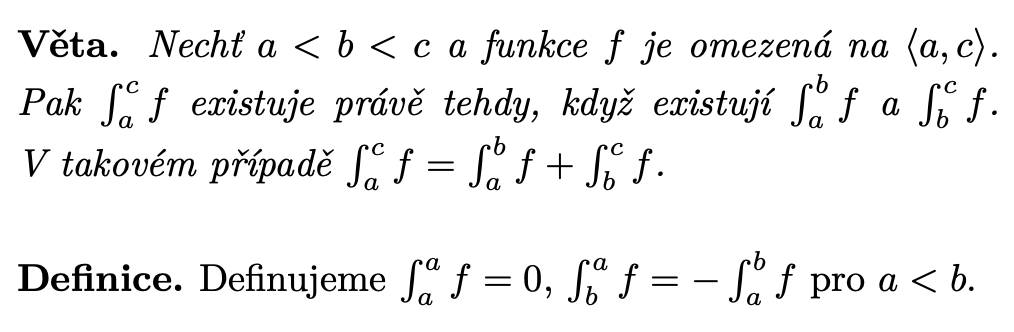 Věta. Nechť a < b < c a funkce f je omezená na ⟨a, c⟩.
Pak ∫_a^c f existuje právě tehdy, když existují ∫_a^b f a ∫_b^c f.
V takovém případě ∫_a^c f = ∫_a^b f + ∫_b^c f.
Definice. Definujeme ∫_a^a f = 0, ∫_b^a f = − ∫_a^b f pro a < b.